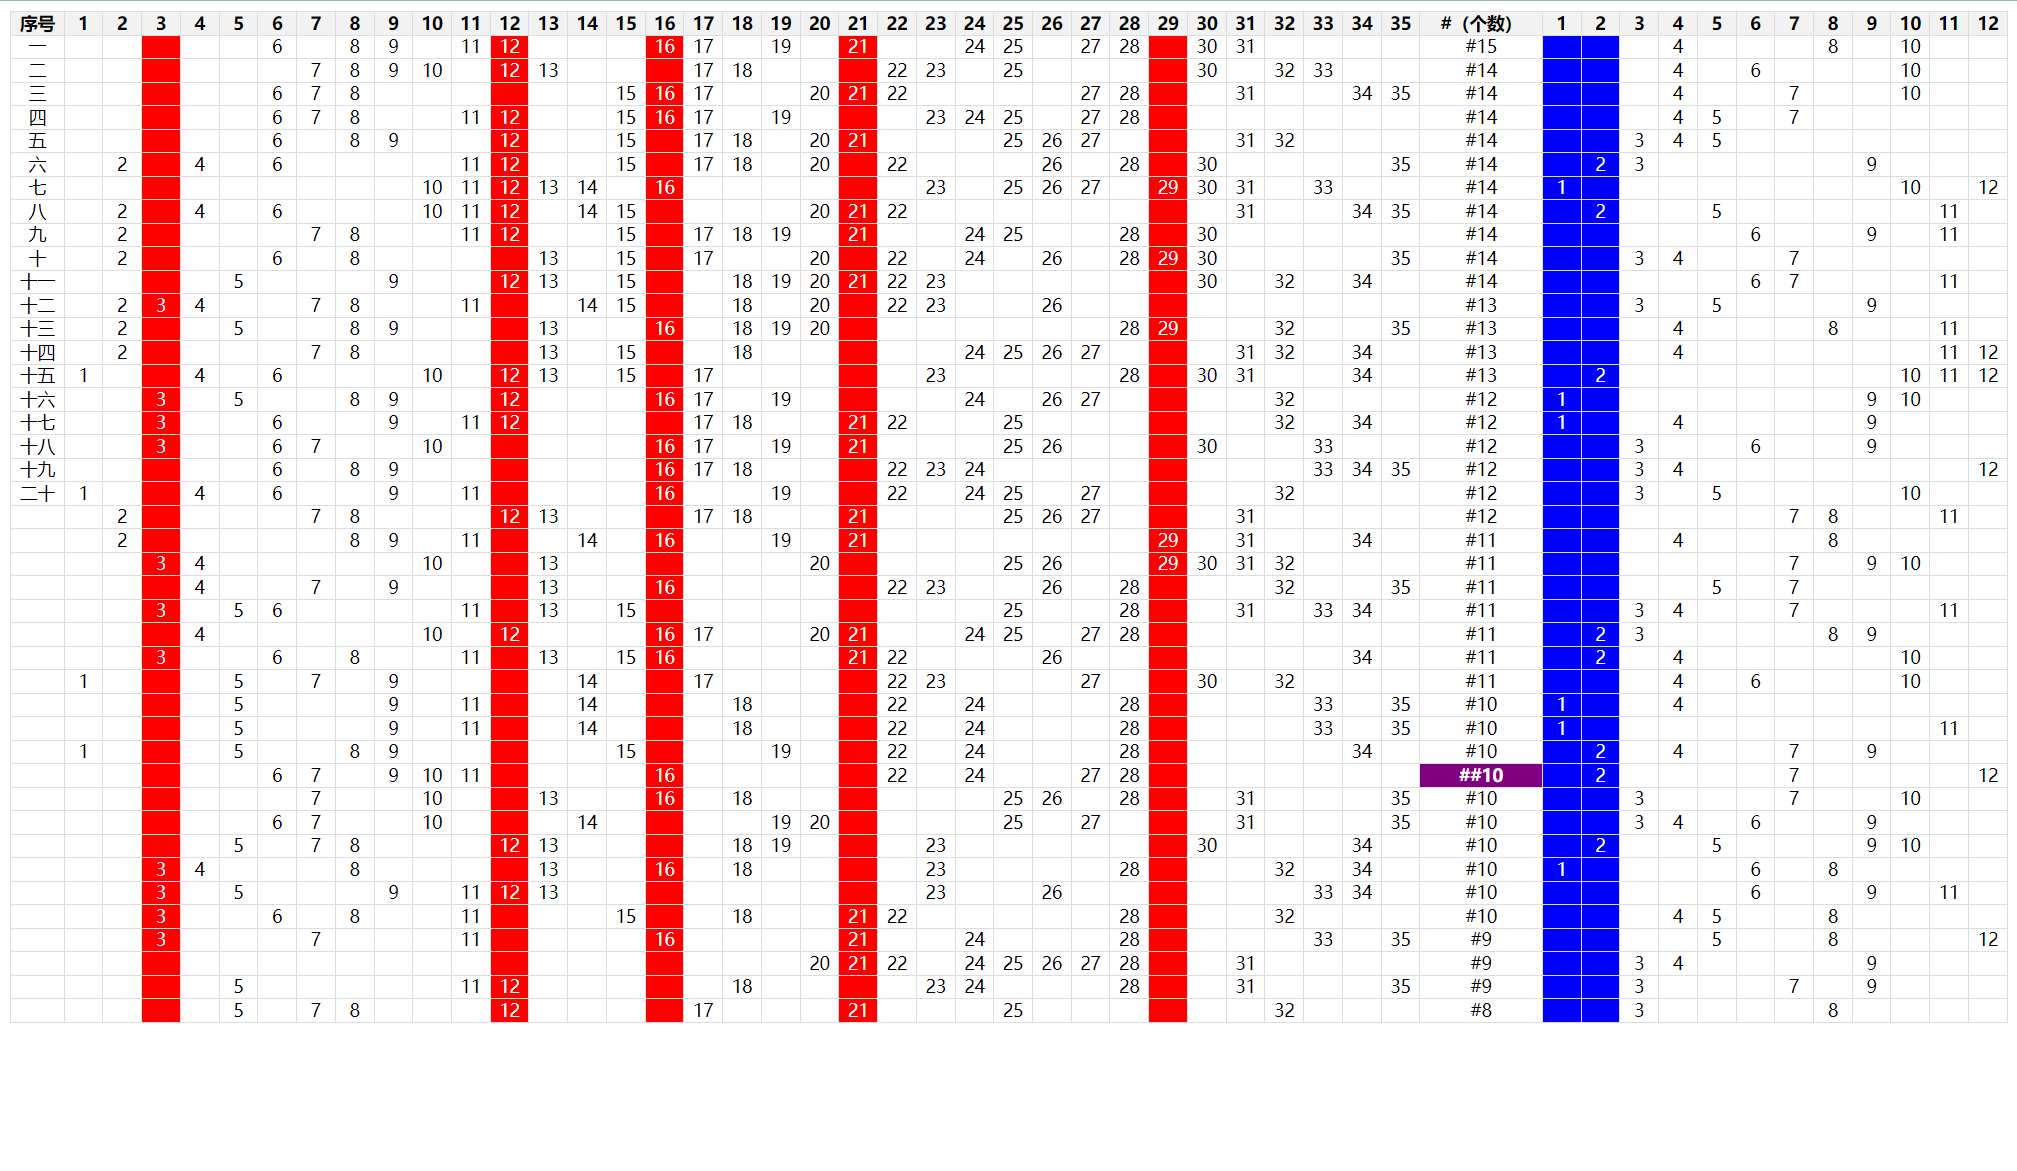 序号 1 2 3 4 5 6 7 8 9 10 11 12 13 14 15 16 17 18 19 20 21 22 23 24 25 26 27 28 29 30 31 32 33 34 35 #（个数） 1 2 3 4 5 6 7 8 9 10 11 12
一 6 8 9 11 12 16 17 19 21 24 25 27 28 30 31 #15 4 8 10
二 7 8 9 10 12 13 17 18 22 23 25 30 32 33 #14 4 6 10
三 6 7 8 15 16 17 20 21 22 27 28 31 34 35 #14 4 7 10
四 6 7 8 11 12 15 16 17 19 23 24 25 27 28 #14 4 5 7
五 6 8 9 12 15 17 18 20 21 25 26 27 31 32 #14 3 4 5
六 2 4 6 11 12 15 17 18 20 22 26 28 30 35 #14 2 3 9
七 10 11 12 13 14 16 23 25 26 27 29 30 31 33 #14 1 10 12
八 2 4 6 10 11 12 14 15 20 21 22 31 34 35 #14 2 5 11
九 2 7 8 11 12 15 17 18 19 21 24 25 28 30 #14 6 9 11
十 2 6 8 13 15 17 20 22 24 26 28 29 30 35 #14 3 4 7
十一 5 9 12 13 15 18 19 20 21 22 23 30 32 34 #14 6 7 11
十二 2 3 4 7 8 11 14 15 18 20 22 23 26 #13 3 5 9
十三 2 5 8 9 13 16 18 19 20 28 29 32 35 #13 4 8 11
十四 2 7 8 13 15 18 24 25 26 27 31 32 34 #13 4 11 12
十五 1 4 6 10 12 13 15 17 23 28 30 31 34 #13 2 10 11 12
十六 3 5 8 9 12 16 17 19 24 26 27 32 #12 1 9 10
十七 3 6 9 11 12 17 18 21 22 25 32 34 #12 1 4 9
十八 3 6 7 10 16 17 19 21 25 26 30 33 #12 3 6 9
十九 6 8 9 16 17 18 22 23 24 33 34 35 #12 3 4 12
二十 1 4 6 9 11 16 19 22 24 25 27 32 #12 3 5 10
2 7 8 12 13 17 18 21 25 26 27 31 #12 7 8 11
2 8 9 11 14 16 19 21 29 31 34 #11 4 8
3 4 10 13 20 25 26 29 30 31 32 #11 7 9 10
4 7 9 13 16 22 23 26 28 32 35 #11 5 7
3 5 6 11 13 15 25 28 31 33 34 #11 3 4 7 11
4 10 12 16 17 20 21 24 25 27 28 #11 2 3 8 9
3 6 8 11 13 15 16 21 22 26 34 #11 2 4 10
1 5 7 9 14 17 22 23 27 30 32 #11 4 6 10
5 9 11 14 18 22 24 28 33 35 #10 1 4
5 9 11 14 18 22 24 28 33 35 #10 1 11
1 5 8 9 15 19 22 24 28 34 #10 2 4 7 9
6 7 9 10 11 16 22 24 27 28 ##10 2 7 12
7 10 13 16 18 25 26 28 31 35 #10 3 7 10
6 7 10 14 19 20 25 27 31 35 #10 3 4 6 9
5 7 8 12 13 18 19 23 30 34 #10 2 5 9 10
3 4 8 13 16 18 23 28 32 34 #10 1 6 8
3 5 9 11 12 13 23 26 33 34 #10 6 9 11
3 6 8 11 15 18 21 22 28 32 #10 4 5 8
3 7 11 16 21 24 28 33 35 #9 5 8 12
20 21 22 24 25 26 27 28 31 #9 3 4 9
5 11 12 18 23 24 28 31 35 #9 3 7 9
5 7 8 12 17 21 25 32 #8 3 8